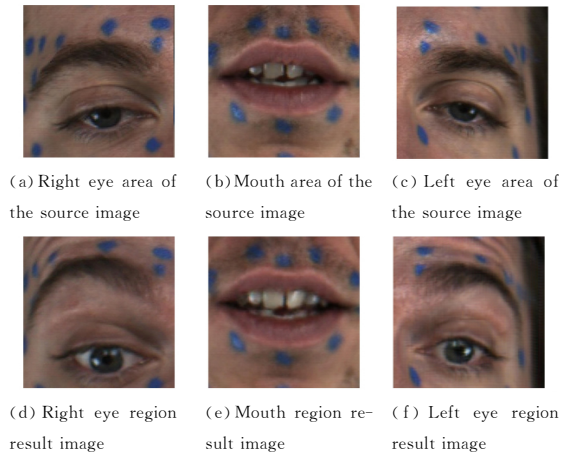 (a) Right eye area of
the source image
(b) Mouth area of the
source image
(c) Left eye area of
the source image
(d) Right eye region
result image
(e) Mouth region re-
sult image
(f) Left eye region
result image